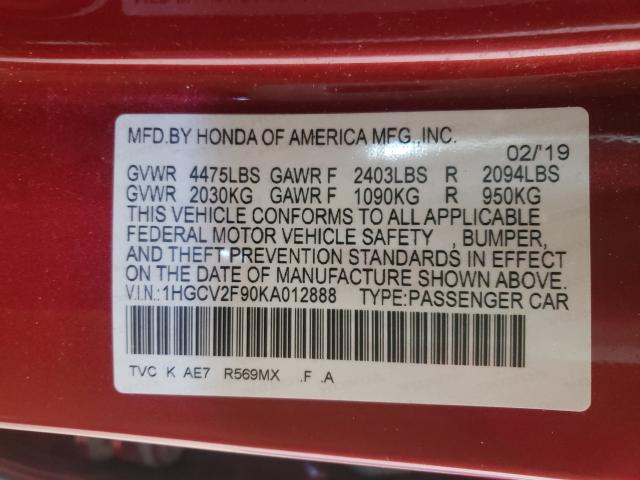 MFD.BY HONDA OF AMERICA MFG.,INC.
02/'19
GVWR 4475LBS GAWR F 2403LBS R 2094LBS
GVWR 2030KG GAWR F 1090KG R 950KG
THIS VEHICLE CONFORMS TO ALL APPLICABLE
FEDERAL MOTOR VEHICLE SAFETY , BUMPER,
AND THEFT PREVENTION STANDARDS IN EFFECT
ON THE DATE OF MANUFACTURE SHOWN ABOVE.
V.I.N.:1HGCV2F90KA012888 TYPE:PASSENGER CAR
TVC K AE7 R569MX .F .A